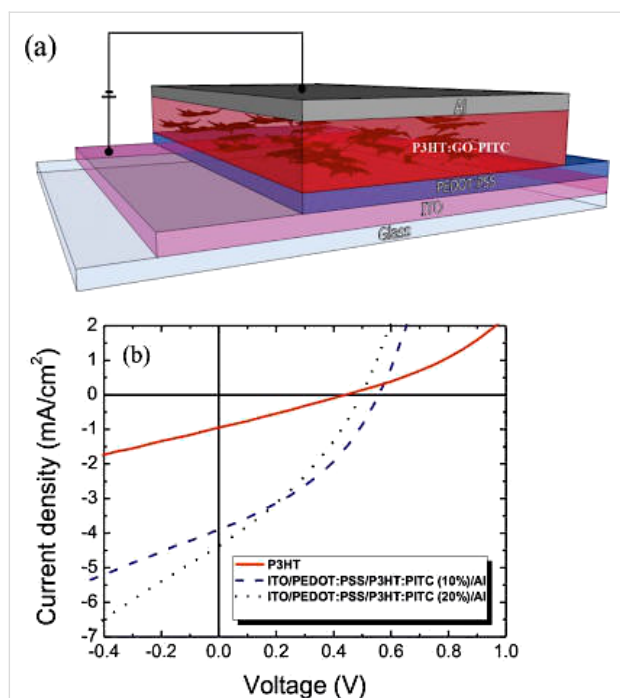 (a)
Al
P3HT:GO-PITC
PEDOT:PSS
ITO
Glass
(b)
Current density (mA/cm²)
2
1
0
-1
-2
-3
-4
-5
-6
-7
P3HT
ITO/PEDOT:PSS/P3HT:PITC (10%)/Al
ITO/PEDOT:PSS/P3HT:PITC (20%)/Al
-0.4 -0.2 0.0 0.2 0.4 0.6 0.8 1.0
Voltage (V)